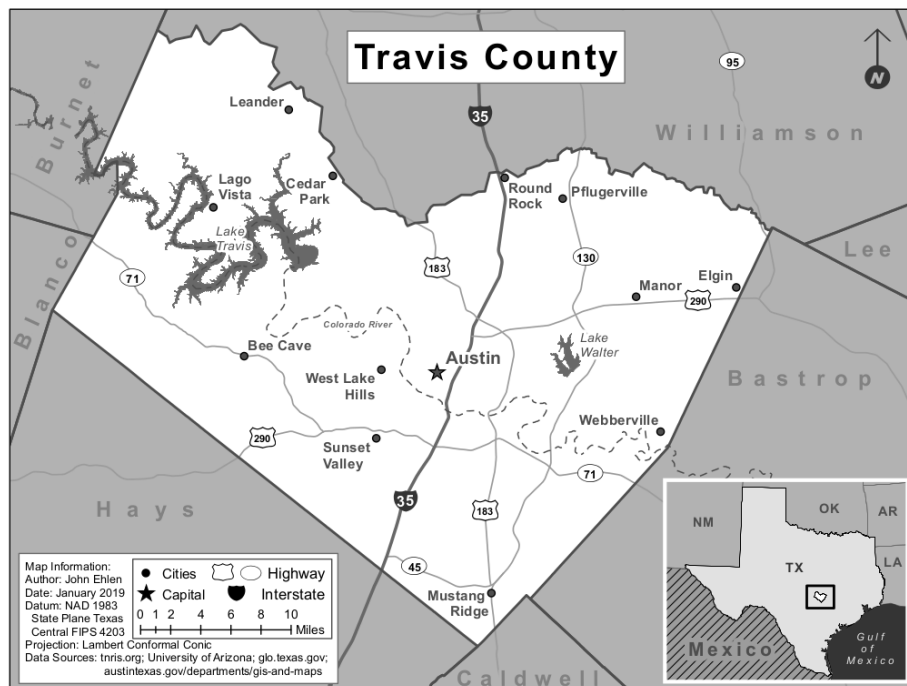 Travis County
N
95
35
Burnet
Williamson
Leander
Lago
Vista
Cedar
Park
Round
Rock
Pflugerville
Lake
Travis
Lee
Blanco
71
183
130
Manor
Elgin
290
Colorado River
Bee Cave
Austin
Lake
Walter
West Lake
Hills
Bastrop
Webberville
290
Sunset
Valley
71
35
183
Hays
45
Mustang
Ridge
Caldwell
Map Information:
Author: John Ehlen
Date: January 2019
Datum: NAD 1983
State Plane Texas
Central FIPS 4203
Projection: Lambert Conformal Conic
Data Sources: tnris.org; University of Arizona; glo.texas.gov;
austintexas.gov/departments/gis-and-maps
Cities
Highway
Capital
Interstate
0 1 2 4 6 8 10
Miles
NM
OK
AR
TX
LA
Mexico
Gulf
of
Mexico